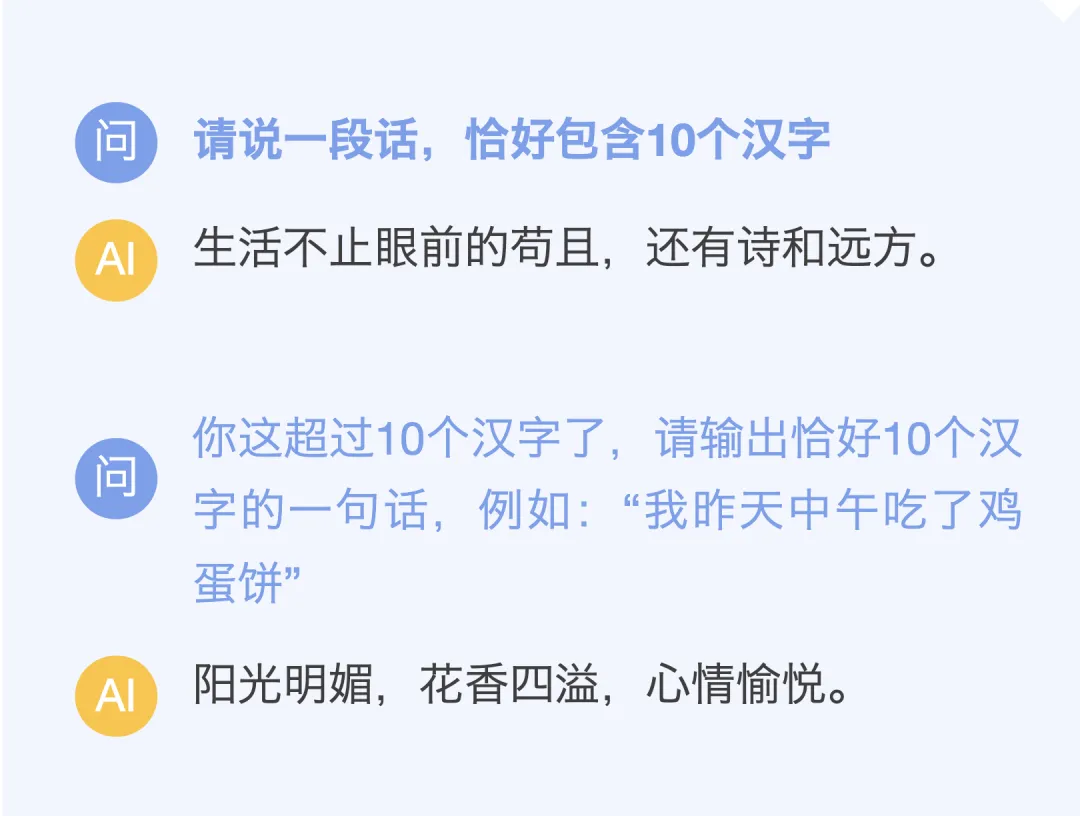 问
请说一段话，恰好包含10个汉字
AI
生活不止眼前的苟且，还有诗和远方。
问
你这超过10个汉字了，请输出恰好10个汉
字的一句话，例如：“我昨天中午吃了鸡
蛋饼”
AI
阳光明媚，花香四溢，心情愉悦。